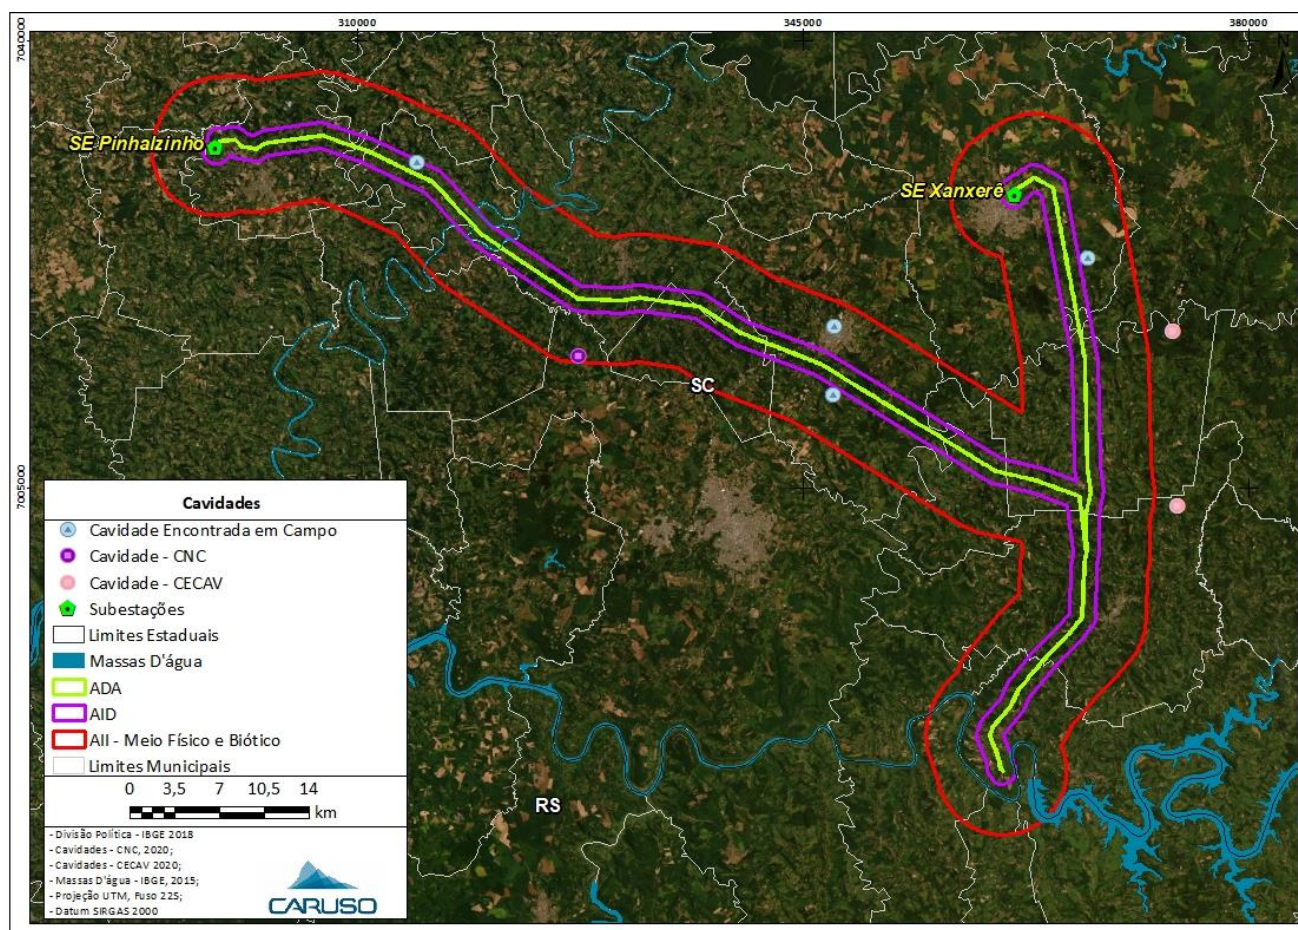 310000
345000
380000
7040000
N
SE Pinhalzinho
SE Xanxerê
SC
7005000
Cavidades
Cavidade Encontrada em Campo
Cavidade - CNC
Cavidade - CECAV
Subestações
Limites Estaduais
Massas D'água
ADA
AID
AII - Meio Físico e Biótico
Limites Municipais
0 3,5 7 10,5 14
km
RS
- Divisão Política - IBGE 2018
- Cavidades - CNC, 2020;
- Cavidades - CECAV 2020;
- Massas D'água - IBGE, 2015;
- Projeção UTM, Fuso 22S;
- Datum SIRGAS 2000
CARUSO